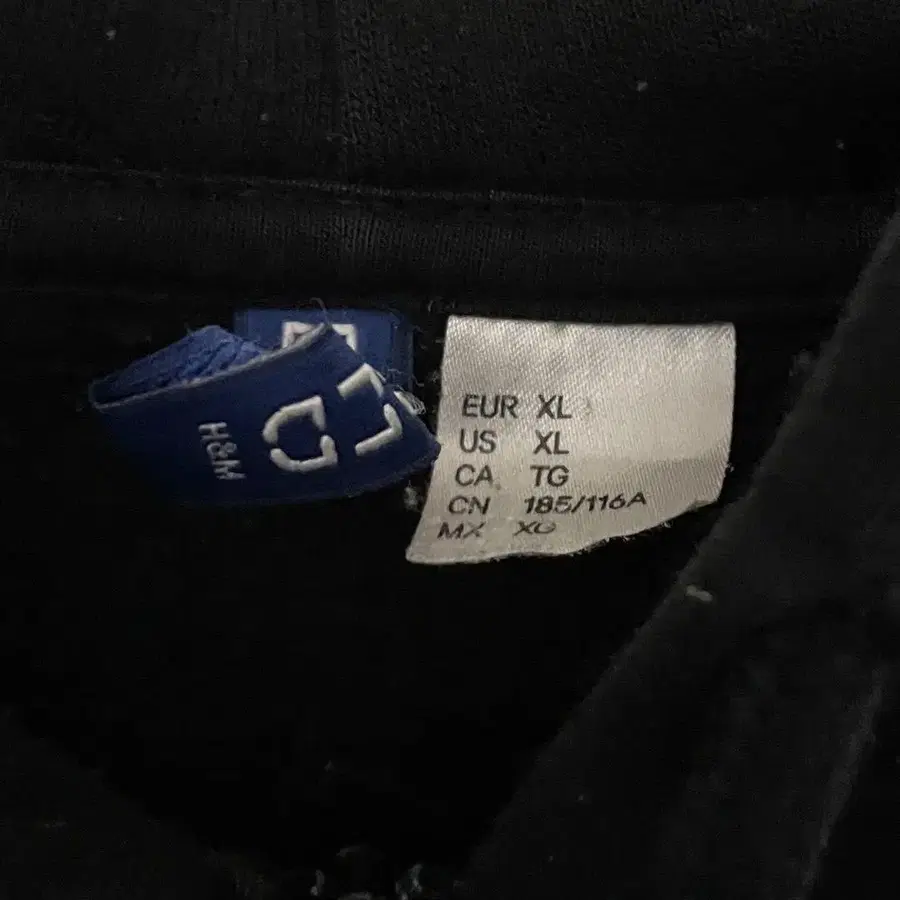 H&M
EUR XL
US XL
CA TG
CN 185/116A
MX XG